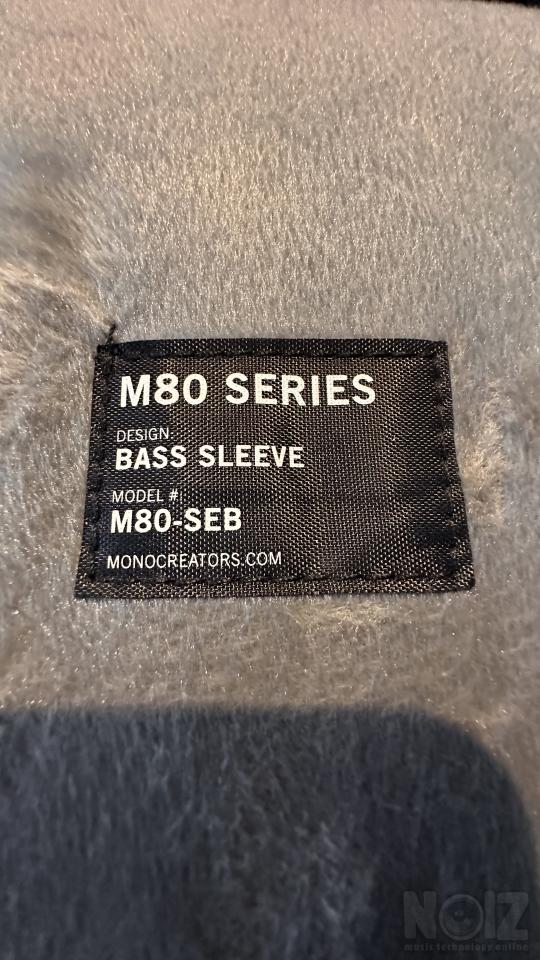 M80 SERIES
DESIGN
BASS SLEEVE
MODEL #
M80-SEB
MONOCREATORS.COM
NOIZ
music technology online